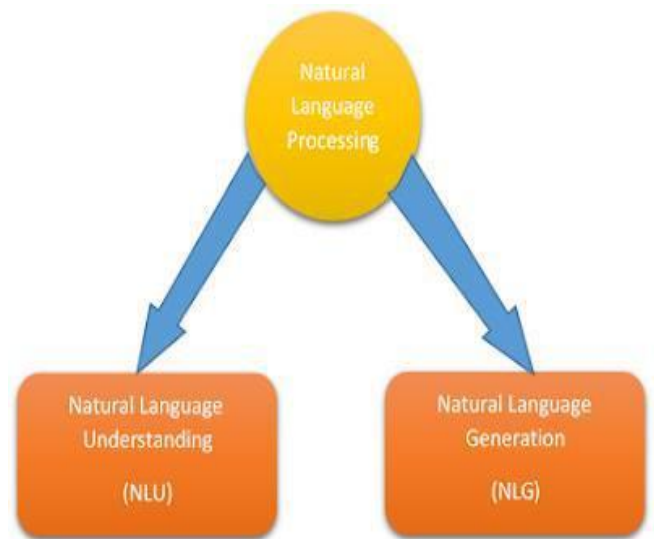 Natural
Language
Processing
Natural Language
Understanding
(NLU)
Natural Language
Generation
(NLG)